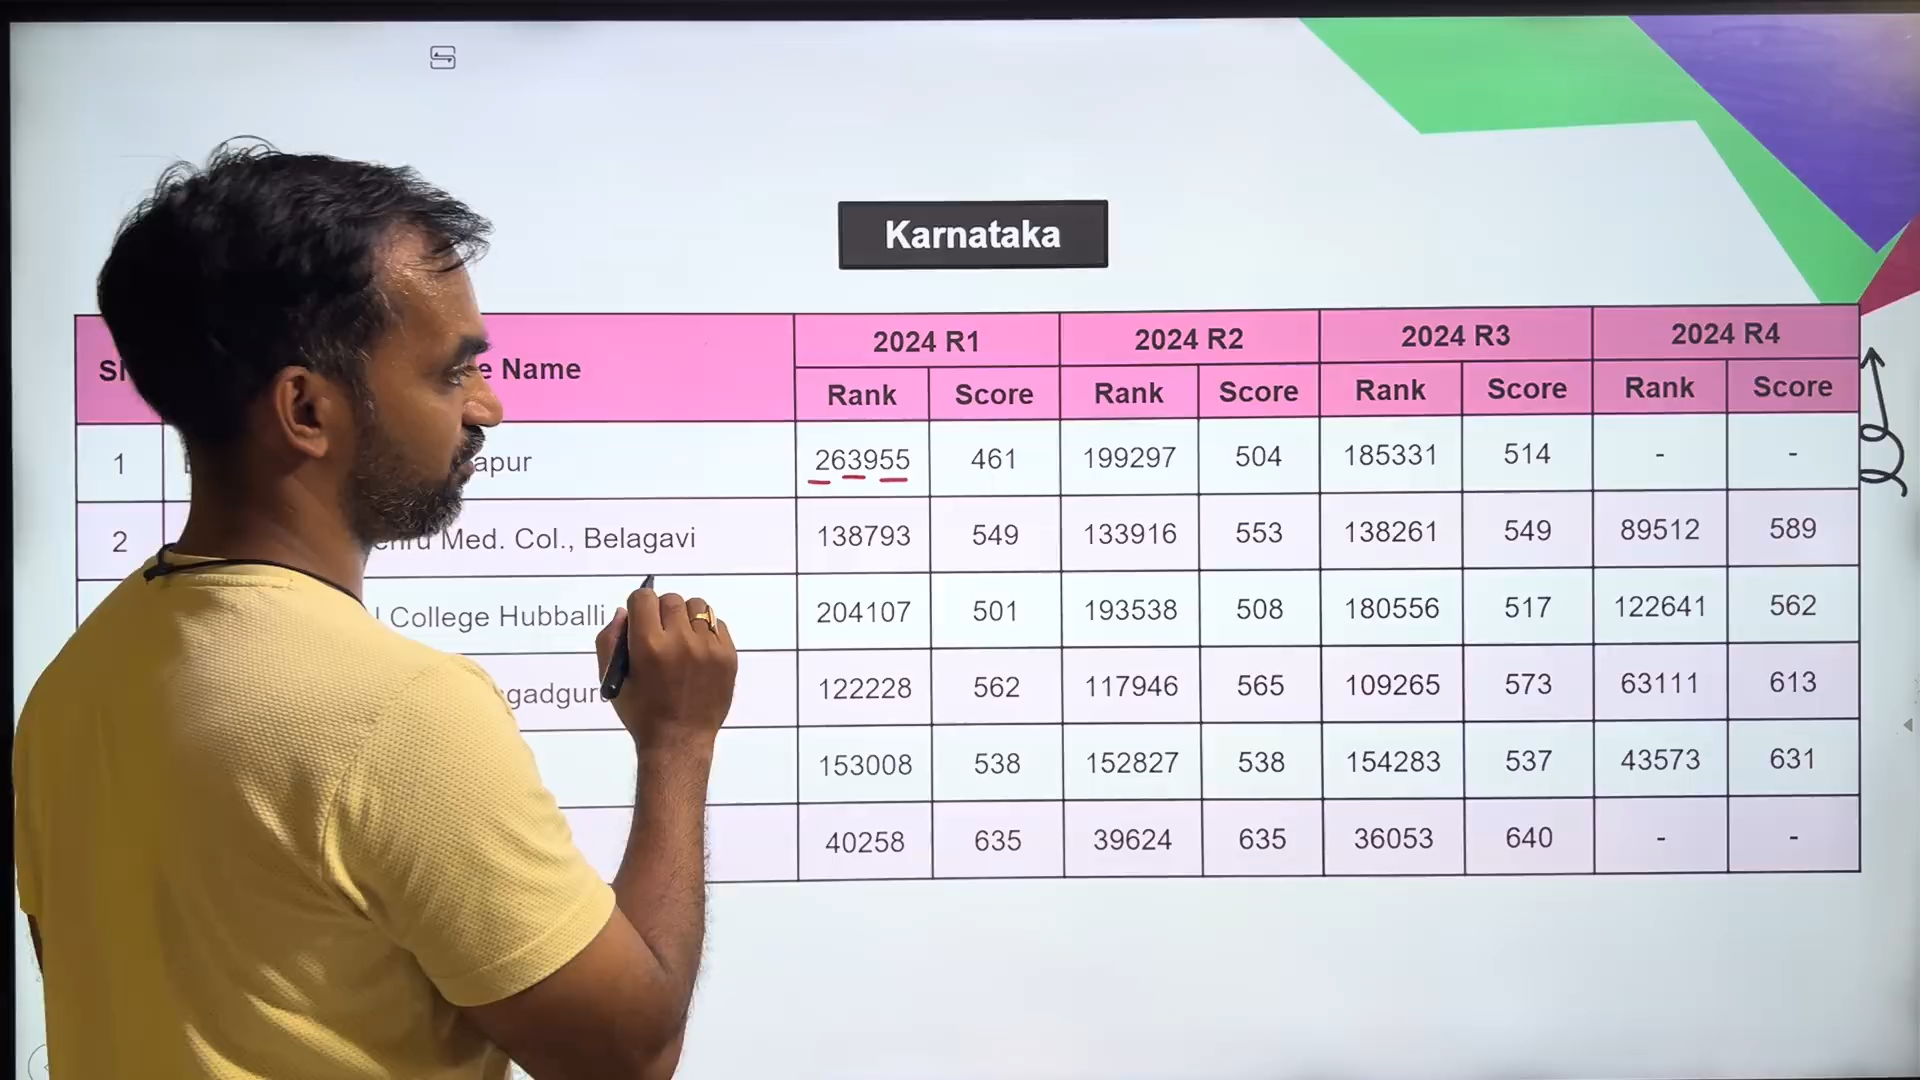 Karnataka
Name 2024 R1 2024 R2 2024 R3 2024 R4
Rank Score Rank Score Rank Score Rank Score
1 263955 461 199297 504 185331 514 - -
2 Med. Col., Belagavi 138793 549 133916 553 138261 549 89512 589
College Hubballi 204107 501 193538 508 180556 517 122641 562
122228 562 117946 565 109265 573 63111 613
153008 538 152827 538 154283 537 43573 631
40258 635 39624 635 36053 640 - -